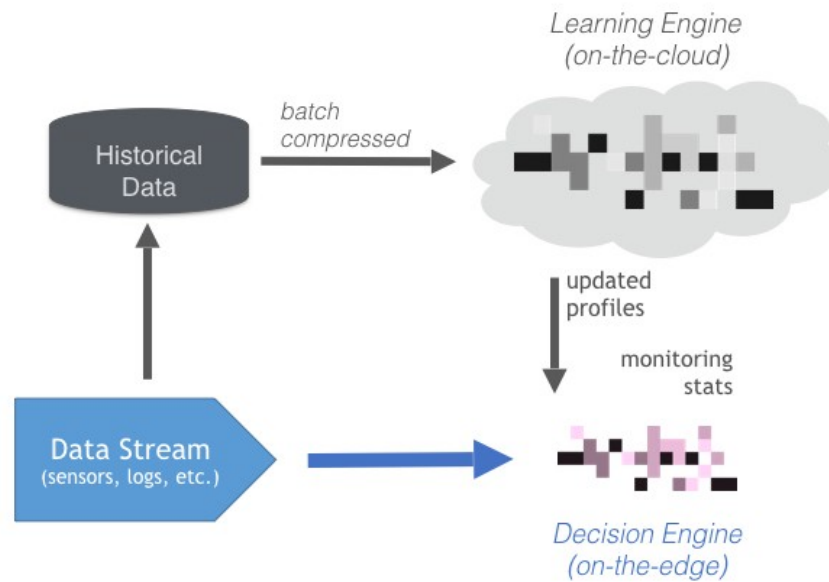 Learning Engine
(on-the-cloud)
batch
compressed
Historical
Data
updated
profiles
monitoring
stats
Data Stream
(sensors, logs, etc.)
Decision Engine
(on-the-edge)